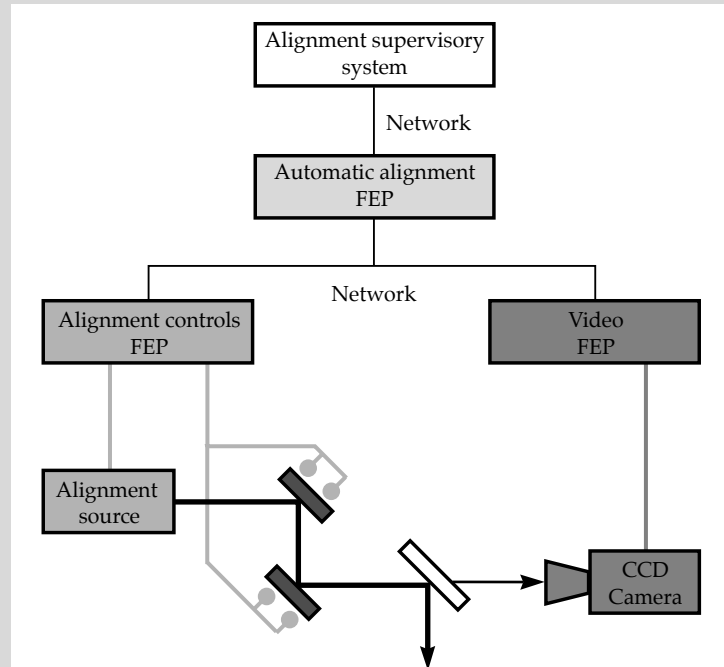 Alignment supervisory
system
Network
Automatic alignment
FEP
Network
Alignment controls
FEP
Video
FEP
Alignment
source
CCD
Camera